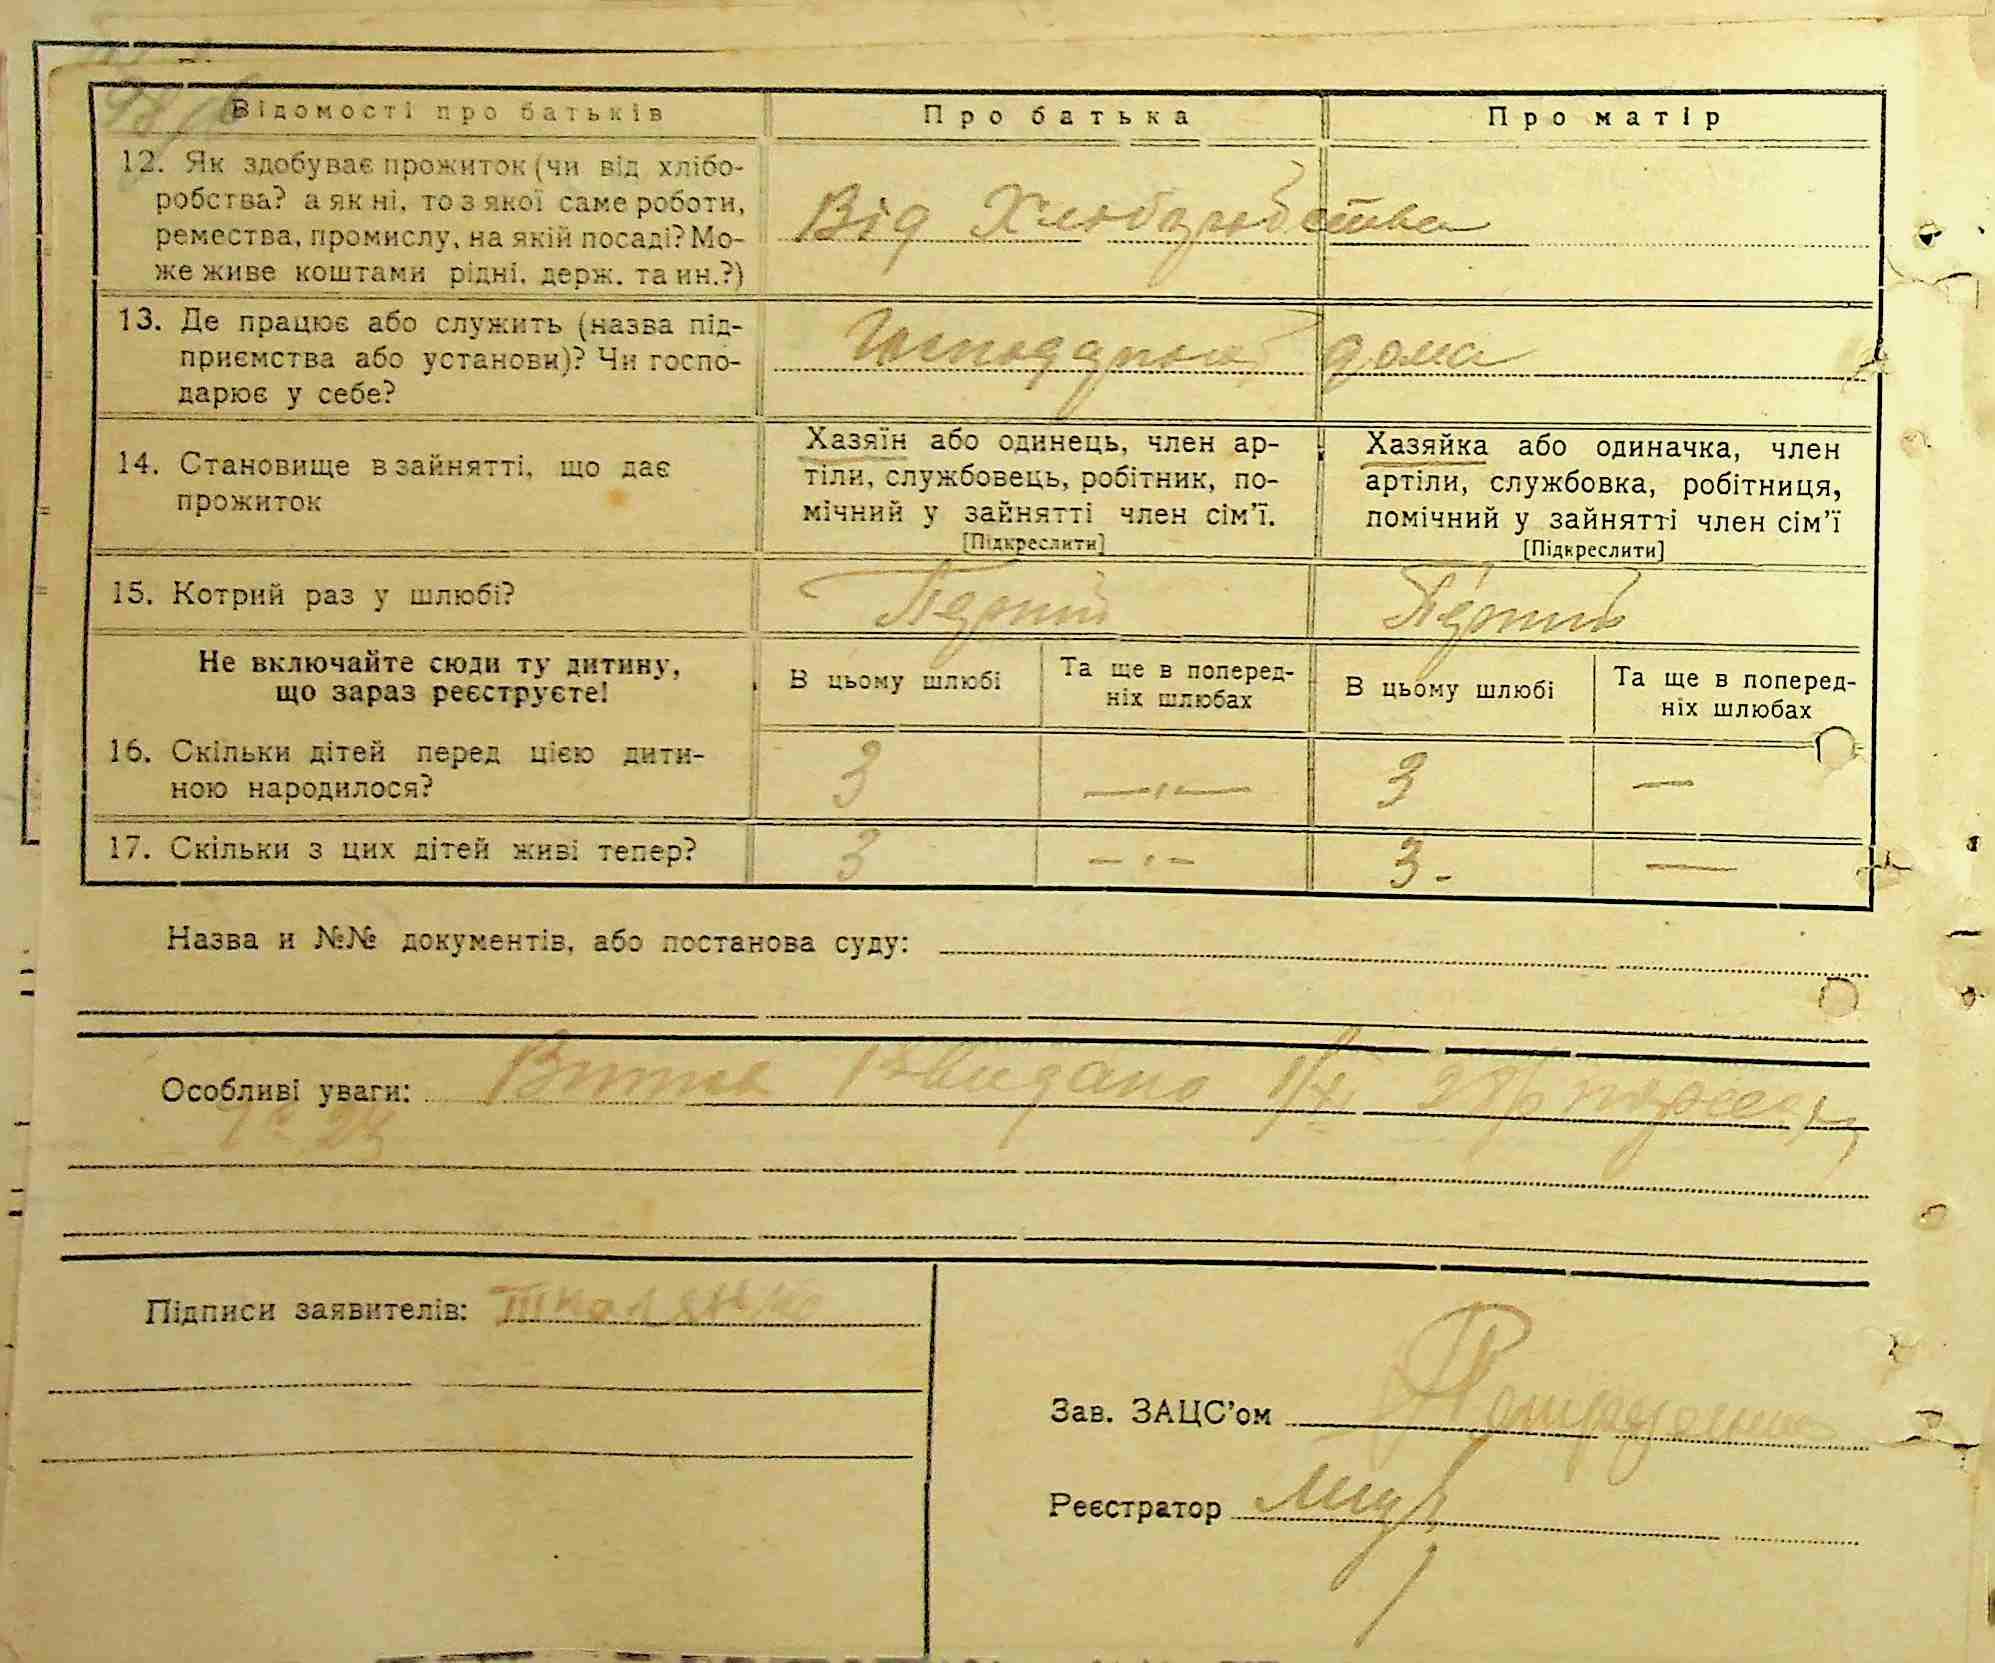 Відомості про батьків
Про батька
Про матір
12. Як здобуває прожиток (чи від хлібо-
робства? а як ні, то з якої саме роботи,
ремества, промислу, на якій посаді? Мо-
же живе коштами рідні, держ. та ин.?)
Від Хлюборобства
13. Де працює або служить (назва під-
приємства або установи)? Чи госпо-
дарює у себе?
дома
14. Становище в зайнятті, що дає
прожиток
Хазяїн або одинець, член ар-
тіли, службовець, робітник, по-
мічний у зайнятті член сім'ї.
[Підкреслити]
Хазяйка або одиначка, член
артіли, службовка, робітниця,
помічний у зайнятті член сім'ї
[Підкреслити]
15. Котрий раз у шлюбі?
Не включайте сюди ту дитину,
що зараз реєструєте!
В цьому шлюбі
Та ще в поперед-
ніх шлюбах
В цьому шлюбі
Та ще в поперед-
ніх шлюбах
16. Скільки дітей перед цією дити-
ною народилося?
3 — 3 —
17. Скільки з цих дітей живі тепер?
3 — 3 —
Назва и №№ документів, або постанова суду:
Особливі уваги:
Підписи заявителів:
Зав. ЗАЦС'ом
Реєстратор